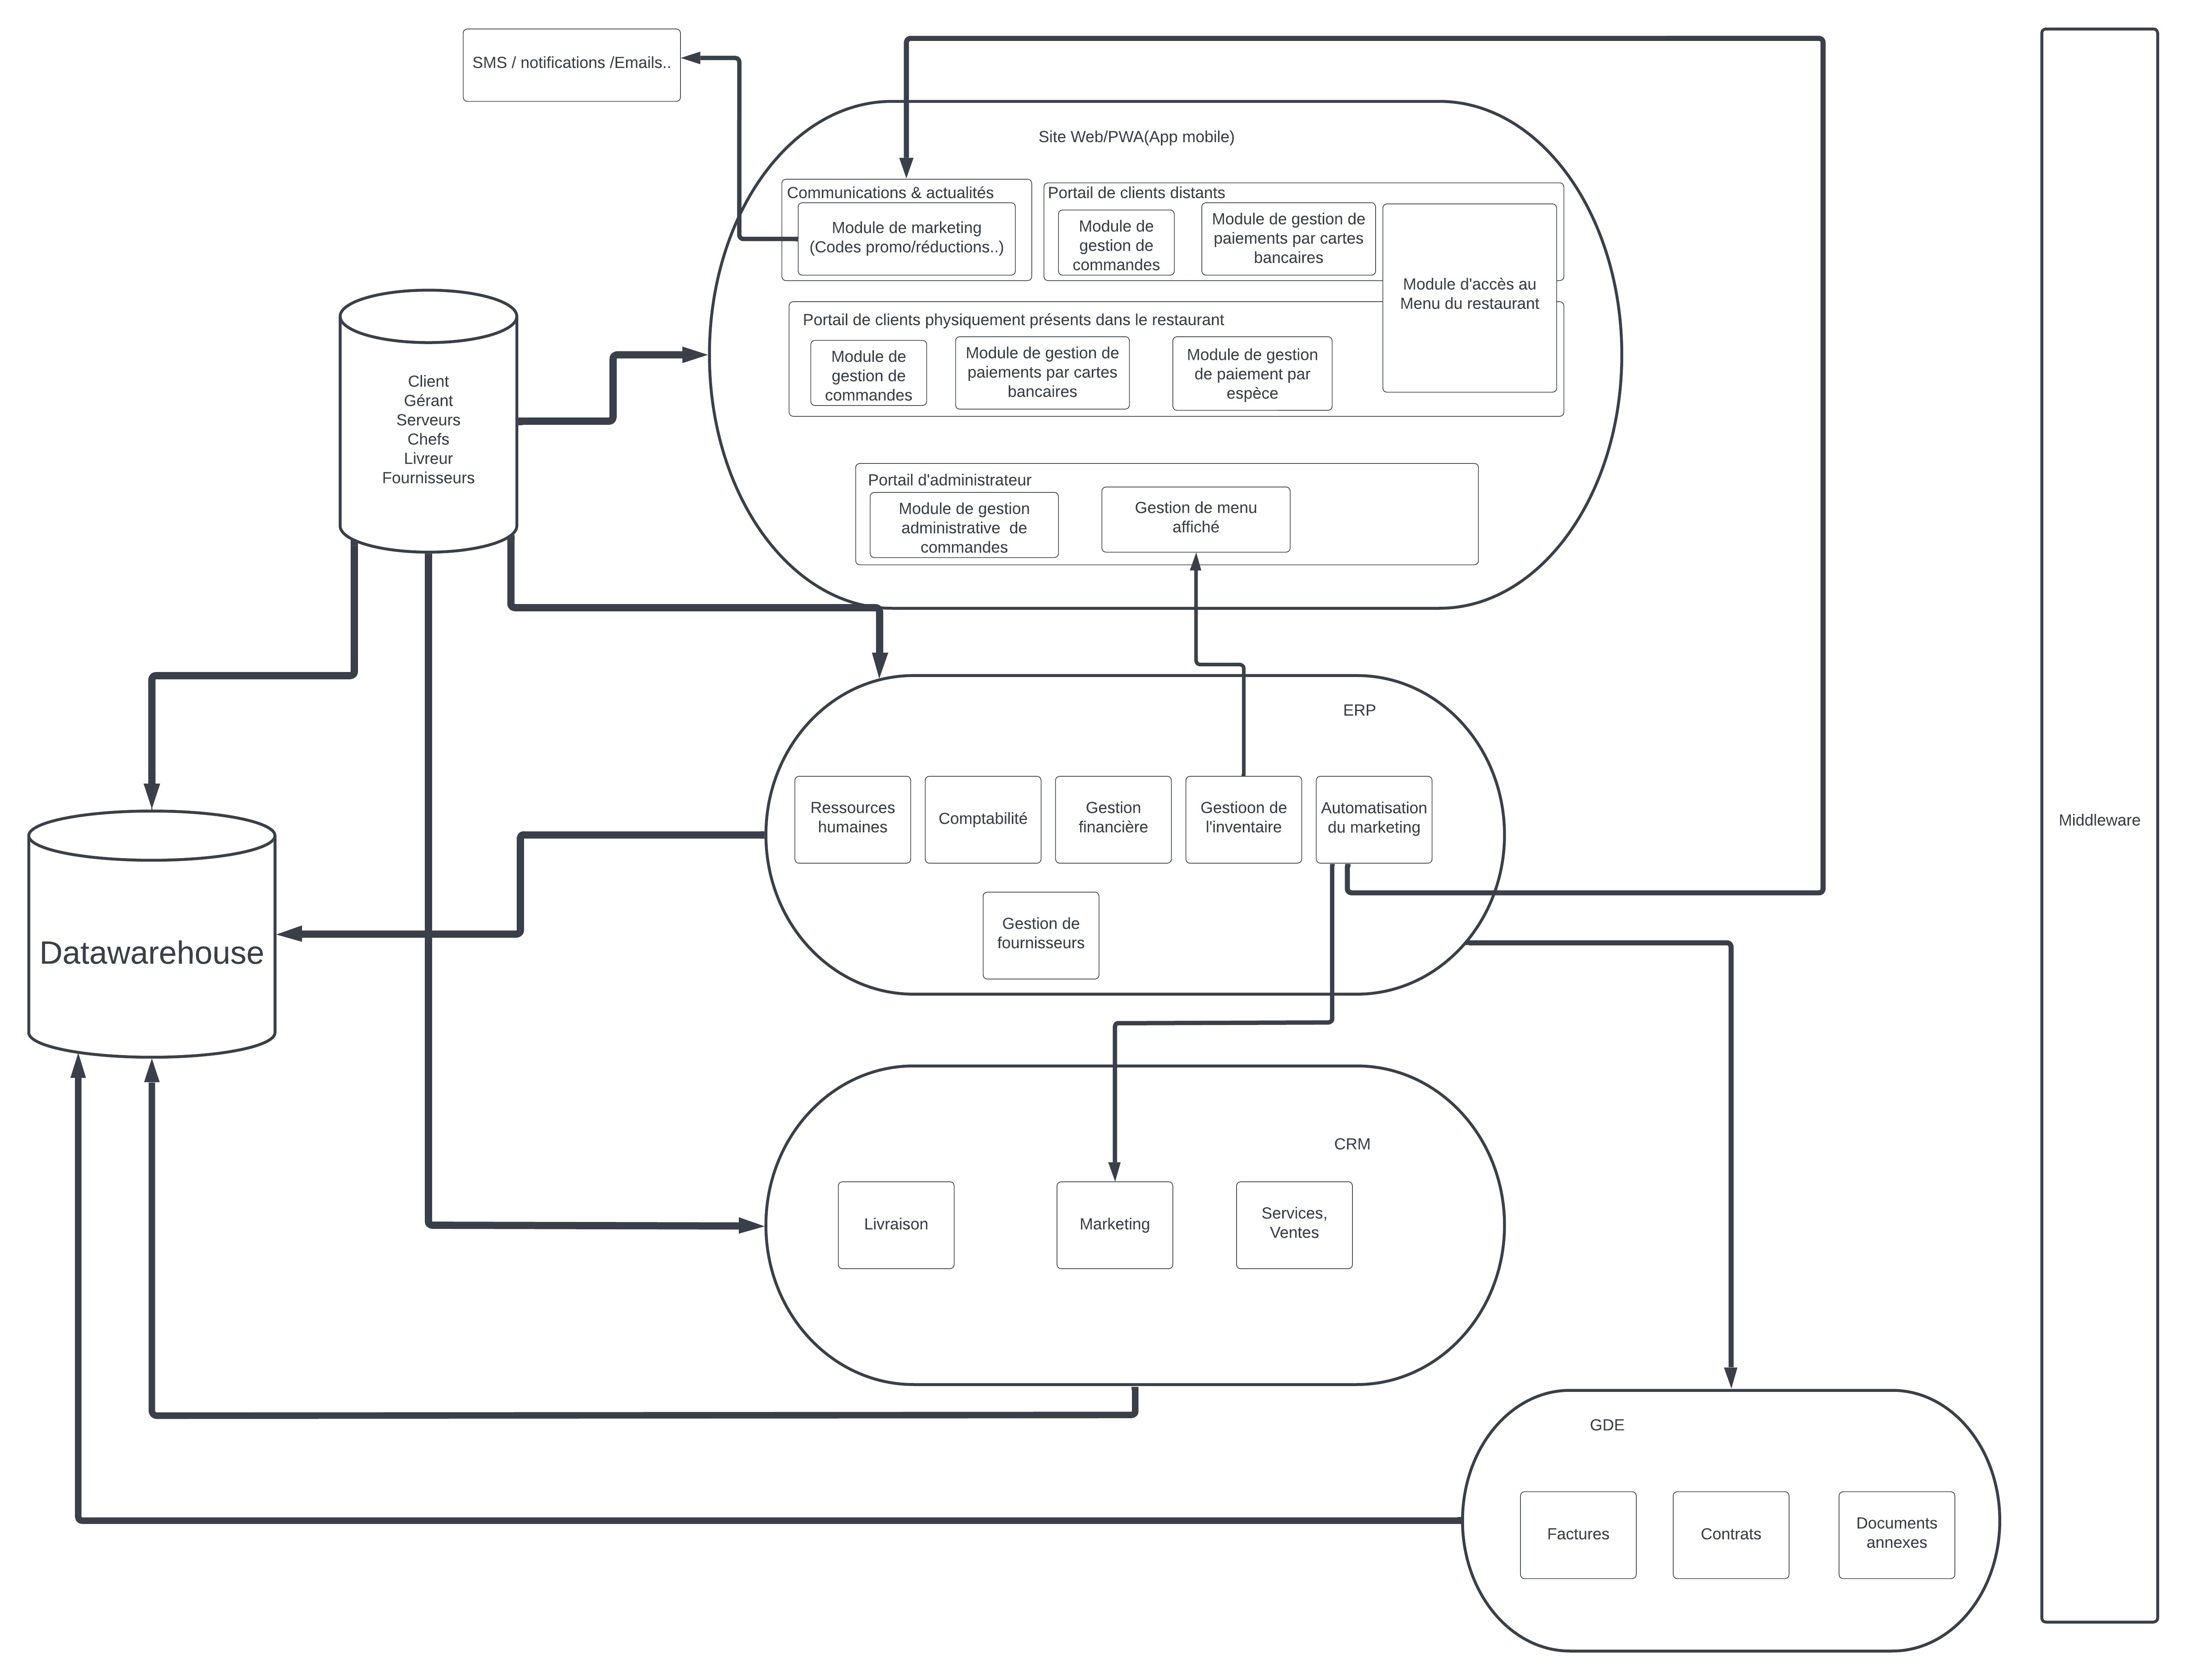 SMS / notifications /Emails..
Site Web/PWA(App mobile)
Communications & actualités
Module de marketing
(Codes promo/réductions..)
Portail de clients distants
Module de
gestion de
commandes
Module de gestion de
paiements par cartes
bancaires
Module d'accès au
Menu du restaurant
Portail de clients physiquement présents dans le restaurant
Module de
gestion de
commandes
Module de gestion de
paiements par cartes
bancaires
Module de gestion
de paiement par
espèce
Client
Gérant
Serveurs
Chefs
Livreur
Fournisseurs
Portail d'administrateur
Module de gestion
administrative  de
commandes
Gestion de menu
affiché
ERP
Ressources
humaines
Comptabilité
Gestion
financière
Gestioon de
l'inventaire
Automatisation
du marketing
Gestion de
fournisseurs
Middleware
Datawarehouse
CRM
Livraison
Marketing
Services,
Ventes
GDE
Factures
Contrats
Documents
annexes